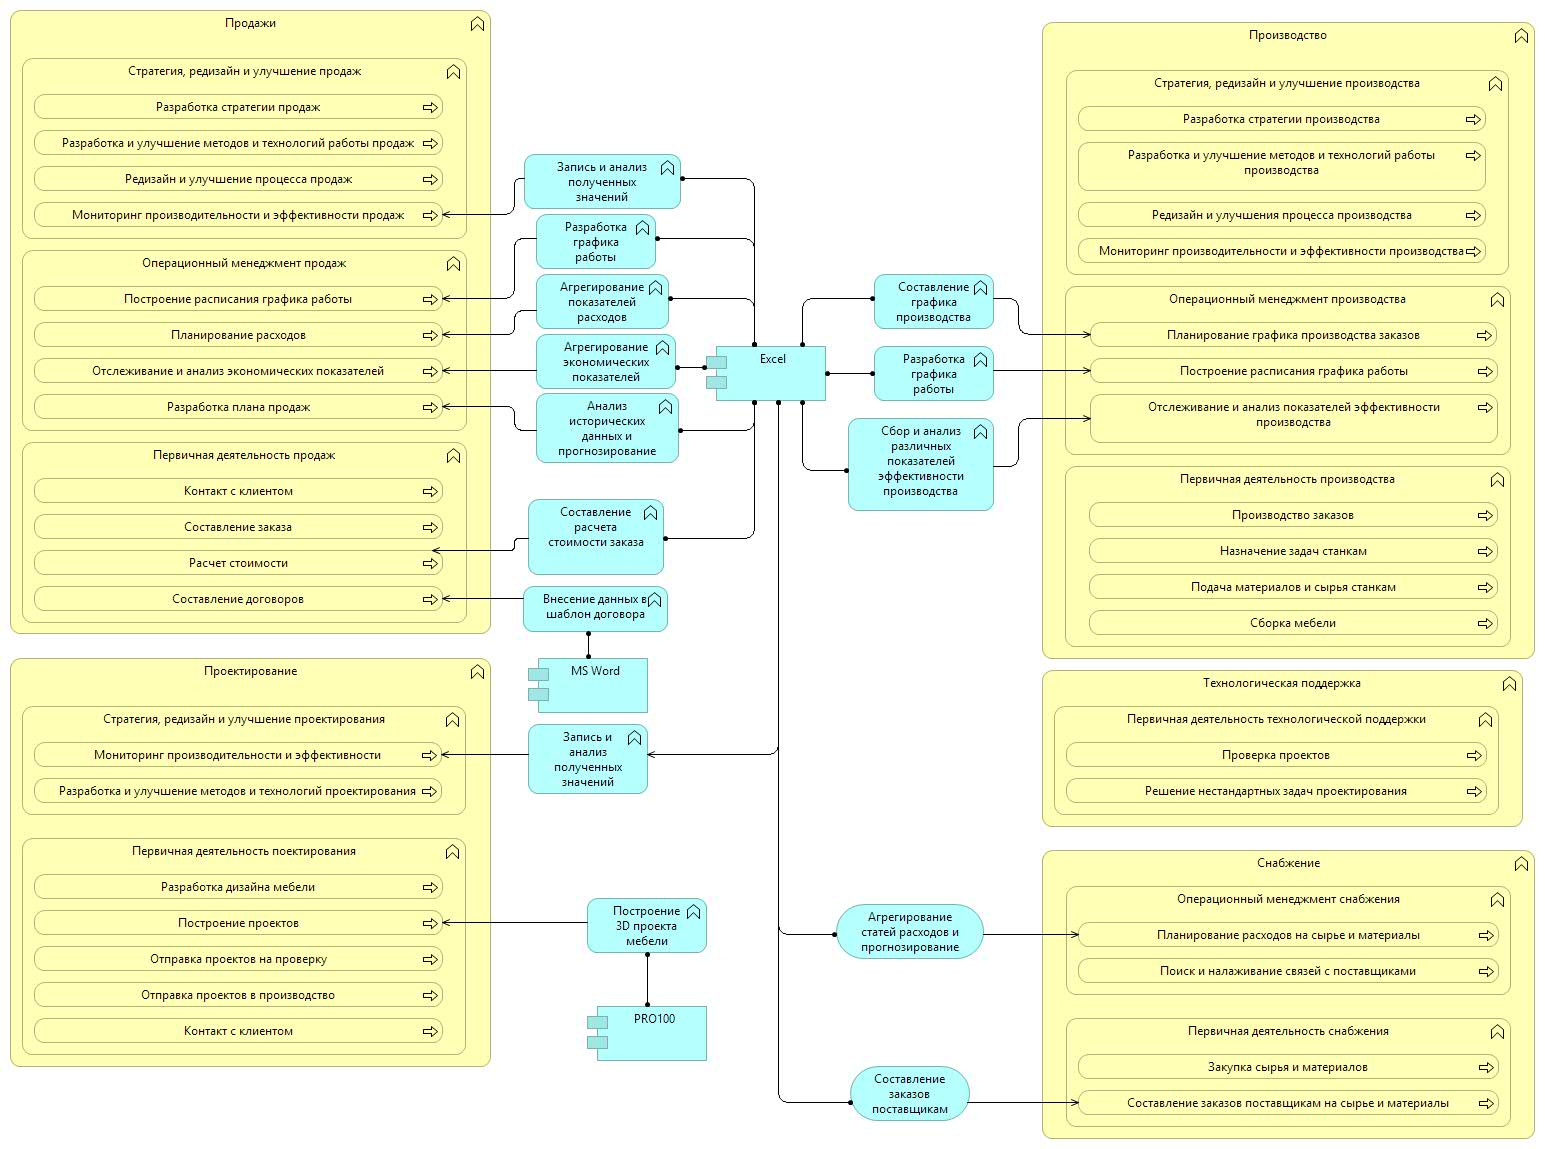 Продажи
Стратегия, редизайн и улучшение продаж
Разработка стратегии продаж
Разработка и улучшение методов и технологий работы продаж
Редизайн и улучшение процесса продаж
Мониторинг производительности и эффективности продаж
Операционный менеджмент продаж
Построение расписания графика работы
Планирование расходов
Отслеживание и анализ экономических показателей
Разработка плана продаж
Первичная деятельность продаж
Контакт с клиентом
Составление заказа
Расчет стоимости
Составление договоров
Проектирование
Стратегия, редизайн и улучшение проектирования
Мониторинг производительности и эффективности
Разработка и улучшение методов и технологий проектирования
Первичная деятельность поектирования
Разработка дизайна мебели
Построение проектов
Отправка проектов на проверку
Отправка проектов в производство
Контакт с клиентом
Запись и анализ
полученных
значений
Разработка
графика
работы
Агрегирование
показателей
расходов
Агрегирование
экономических
показателей
Анализ
исторических
данных и
прогнозирование
Составление
расчета
стоимости заказа
Внесение данных в
шаблон договора
MS Word
Запись и
анализ
полученных
значений
Построение
3D проекта
мебели
PRO100
Excel
Составление
графика
производства
Разработка
графика
работы
Сбор и анализ
различных
показателей
эффективности
производства
Агрегирование
статей расходов и
прогнозирование
Составление
заказов
поставщикам
Производство
Стратегия, редизайн и улучшение производства
Разработка стратегии производства
Разработка и улучшение методов и технологий работы
производства
Редизайн и улучшения процесса производства
Мониторинг производительности и эффективности производства
Операционный менеджмент производства
Планирование графика производства заказов
Построение расписания графика работы
Отслеживание и анализ показателей эффективности
производства
Первичная деятельность производства
Производство заказов
Назначение задач станкам
Подача материалов и сырья станкам
Сборка мебели
Технологическая поддержка
Первичная деятельность технологической поддержки
Проверка проектов
Решение нестандартных задач проектирования
Снабжение
Операционный менеджмент снабжения
Планирование расходов на сырье и материалы
Поиск и налаживание связей с поставщиками
Первичная деятельность снабжения
Закупка сырья и материалов
Составление заказов поставщикам на сырье и материалы